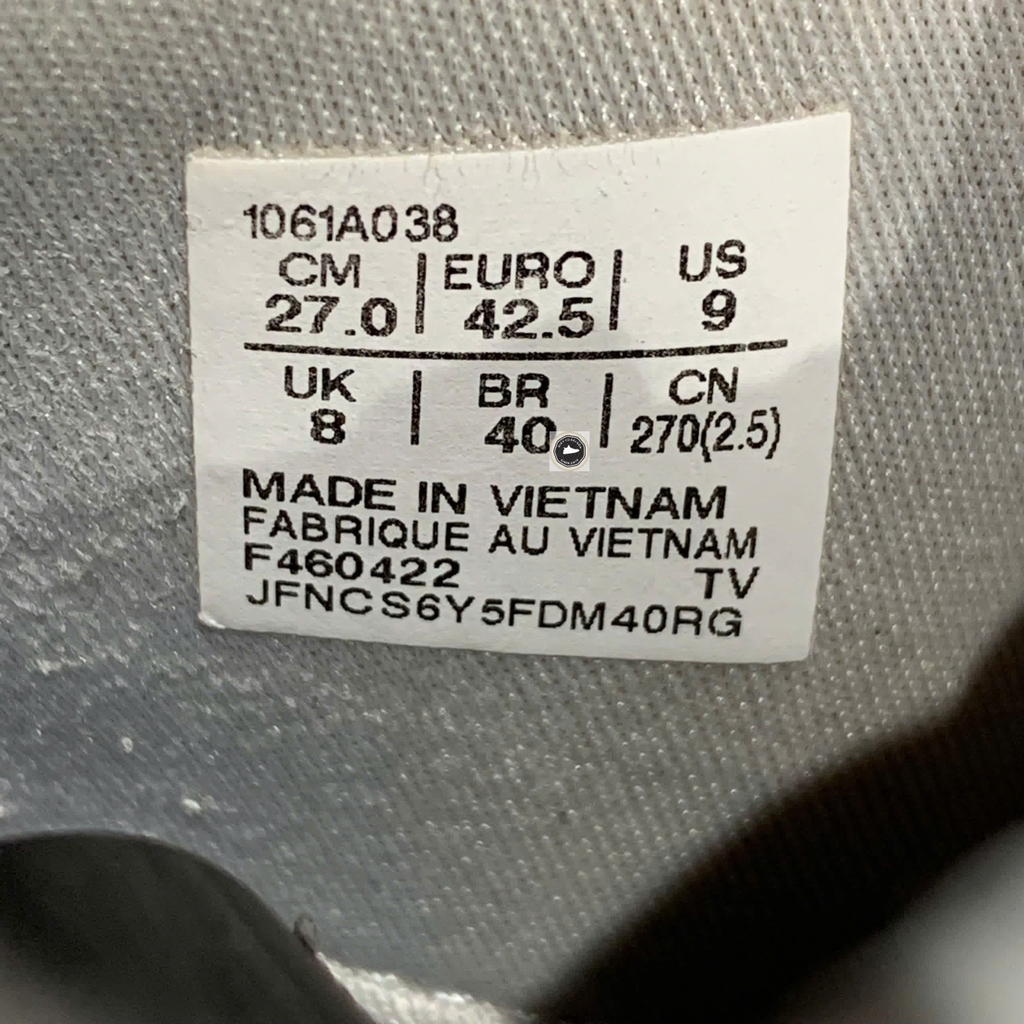 1061A038
CM | EURO | US
27.0 | 42.5 | 9
UK | BR | CN
8 | 40 | 270(2.5)
MADE IN VIETNAM
FABRIQUE AU VIETNAM
F460422 TV
JFNCS6Y5FDM40RG